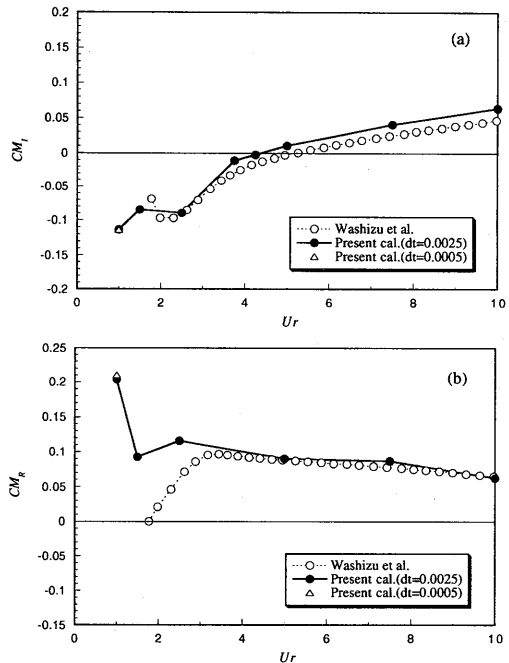 0.2
(a)
0.15
0.1
0.05
CM_I
0
-0.05
-0.1
-0.15
-0.2
Washizu et al.
Present cal.(dt=0.0025)
Present cal.(dt=0.0005)
0 2 4 6 8 10
Ur
0.25
(b)
0.2
0.15
0.1
CM_R
0.05
0
0.05
-0.1
-0.15
Washizu et al.
Present cal.(dt=0.0025)
Present cal.(dt=0.0005)
0 2 4 6 8 10
Ur